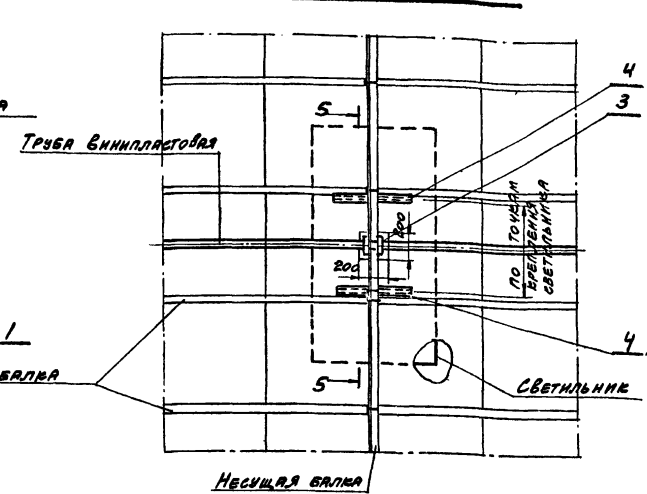 4
3
А
5
Труба винипластовая
200
200
по точкам
крепления
светильника
1
4
балка
5
Светильник
Несущая балка